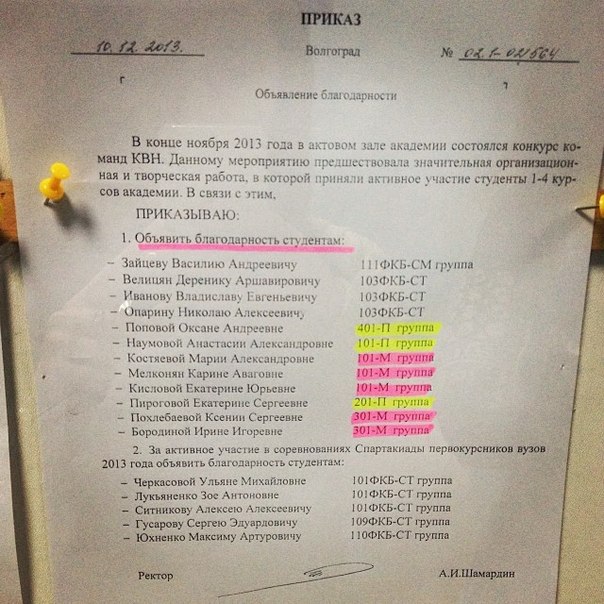 ПРИКАЗ
10.12.2013. Волгоград № 02.1-02/564
Объявление благодарности
В конце ноября 2013 года в актовом зале академии состоялся конкурс ко-
манд КВН. Данному мероприятию предшествовала значительная организацион-
ная и творческая работа, в которой приняли активное участие студенты 1-4 кур-
сов академии. В связи с этим,
ПРИКАЗЫВАЮ:
1. Объявить благодарность студентам:
– Зайцеву Василию Андреевичу 111ФКБ-СМ группа
– Велицян Деренику Аршавировичу 103ФКБ-СТ
– Иванову Владиславу Евгеньевичу 103ФКБ-СТ
– Опарину Николаю Алексеевичу 103ФКБ-СТ
– Поповой Оксане Андреевне 401-П группа
– Наумовой Анастасии Александровне 101-П группа
– Костяевой Марии Александровне 101-М группа
– Мелконян Карине Аваговне 101-М группа
– Кисловой Екатерине Юрьевне 101-М группа
– Пироговой Екатерине Сергеевне 201-П группа
– Похлебаевой Ксении Сергеевне 301-М группа
– Бородиной Ирине Игоревне 301-М группа
2. За активное участие в соревнованиях Спартакиады первокурсников вузов
2013 года объявить благодарность студентам:
– Черкасовой Ульяне Михайловне 101ФКБ-СТ группа
– Лукьяненко Зое Антоновне 101ФКБ-СТ группа
– Ситникову Алексею Алексеевичу 101ФКБ-СТ группа
– Гусарову Сергею Эдуардовичу 109ФКБ-СТ группа
– Юхненко Максиму Артуровичу 110ФКБ-СТ группа
Ректор А.И.Шамардин